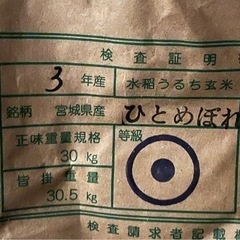 検査証明
3年産 水稲うるち玄米
銘柄 宮城県産 ひとめぼれ
正味重量規格 等級
30 kg
皆掛重量
30.5 kg
検査請求者記載